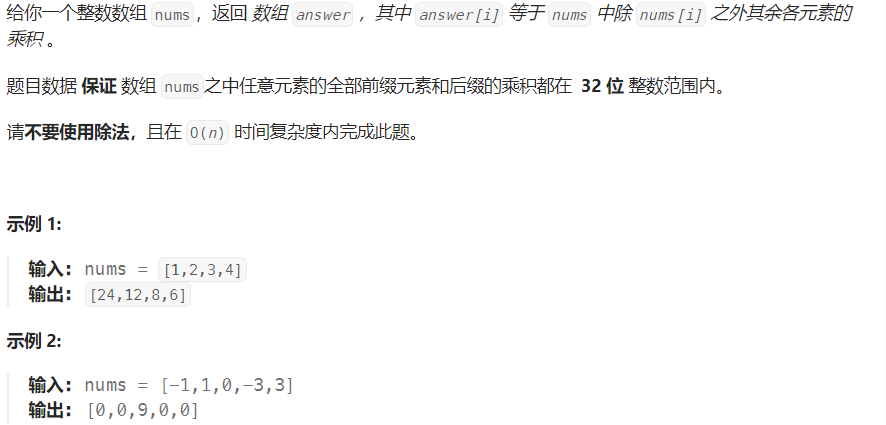 给你一个整数数组 nums，返回 数组 answer ，其中 answer[i] 等于 nums 中除 nums[i] 之外其余各元素的
乘积 。
题目数据 保证 数组 nums之中任意元素的全部前缀元素和后缀的乘积都在 32 位 整数范围内。
请不要使用除法，且在 O(n) 时间复杂度内完成此题。
示例 1:
输入: nums = [1,2,3,4]
输出: [24,12,8,6]
示例 2:
输入: nums = [-1,1,0,-3,3]
输出: [0,0,9,0,0]